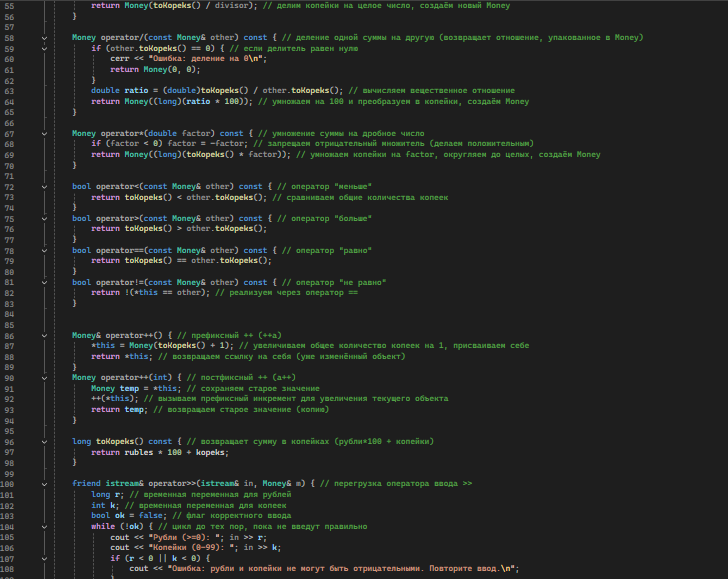 55 return Money(toKopeks() / divisor); // делим копейки на целое число, создаём новый Money
56 }
57
58 Money operator/(const Money& other) const { // деление одной суммы на другую (возвращает отношение, упакованное в Money)
59 if (other.toKopeks() == 0) { // если делитель равен нулю
60 cerr << "Ошибка: деление на 0\n";
61 return Money(0, 0);
62 }
63 double ratio = (double)toKopeks() / other.toKopeks(); // вычисляем вещественное отношение
64 return Money((long)(ratio * 100)); // умножаем на 100 и преобразуем в копейки, создаём Money
65 }
66
67 Money operator*(double factor) const { // умножение суммы на дробное число
68 if (factor < 0) factor = -factor; // запрещаем отрицательный множитель (делаем положительным)
69 return Money((long)(toKopeks() * factor)); // умножаем копейки на factor, округляем до целых, создаём Money
70 }
71
72 bool operator<(const Money& other) const { // оператор "меньше"
73 return toKopeks() < other.toKopeks(); // сравниваем общие количества копеек
74 }
75 bool operator>(const Money& other) const { // оператор "больше"
76 return toKopeks() > other.toKopeks();
77 }
78 bool operator==(const Money& other) const { // оператор "равно"
79 return toKopeks() == other.toKopeks();
80 }
81 bool operator!=(const Money& other) const { // оператор "не равно"
82 return !(*this == other); // реализуем через оператор ==
83 }
84
85
86 Money& operator++() { // префиксный ++ (++a)
87 *this = Money(toKopeks() + 1); // увеличиваем общее количество копеек на 1, присваиваем себе
88 return *this; // возвращаем ссылку на себя (уже изменённый объект)
89 }
90 Money operator++(int) { // постфиксный ++ (a++)
91 Money temp = *this; // сохраняем старое значение
92 ++(*this); // вызываем префиксный инкремент для увеличения текущего объекта
93 return temp; // возвращаем старое значение (копию)
94 }
95
96 long toKopeks() const { // возвращает сумму в копейках (рубли*100 + копейки)
97 return rubles * 100 + kopeks;
98 }
99
100 friend istream& operator>>(istream& in, Money& m) { // перегрузка оператора ввода >>
101 long r; // временная переменная для рублей
102 int k; // временная переменная для копеек
103 bool ok = false; // флаг корректного ввода
104 while (!ok) { // цикл до тех пор, пока не введут правильно
105 cout << "Рубли (>=0): "; in >> r;
106 cout << "Копейки (0-99): "; in >> k;
107 if (r < 0 || k < 0) {
108 cout << "Ошибка: рубли и копейки не могут быть отрицательными. Повторите ввод.\n";